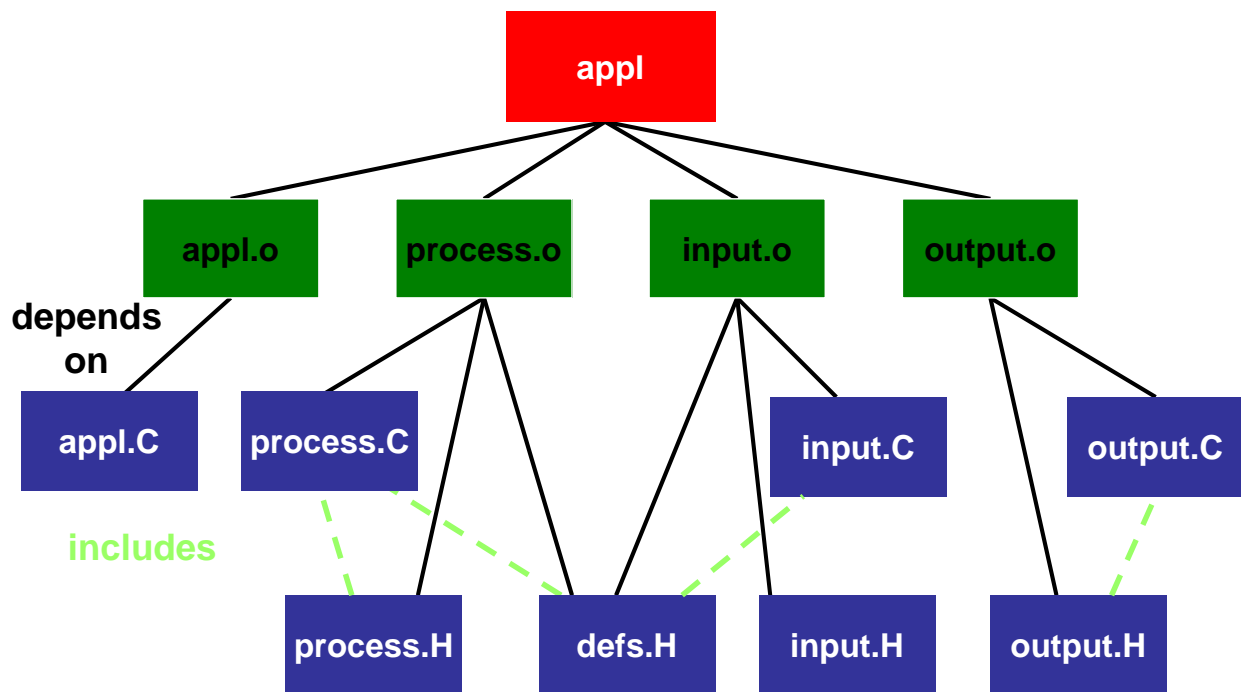 appl
appl.o
process.o
input.o
output.o
depends
on
appl.C
process.C
input.C
output.C
includes
process.H
defs.H
input.H
output.H